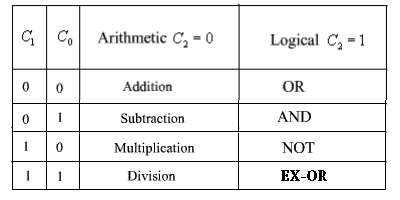 C₁ C₀ Arithmetic C₂ = 0 Logical C₂ = 1
0 0 Addition OR
0 1 Subtraction AND
1 0 Multiplication NOT
1 1 Division EX-OR